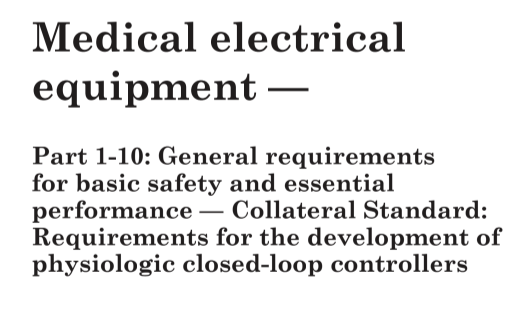 Medical electrical
equipment —
Part 1-10: General requirements
for basic safety and essential
performance — Collateral Standard:
Requirements for the development of
physiologic closed-loop controllers